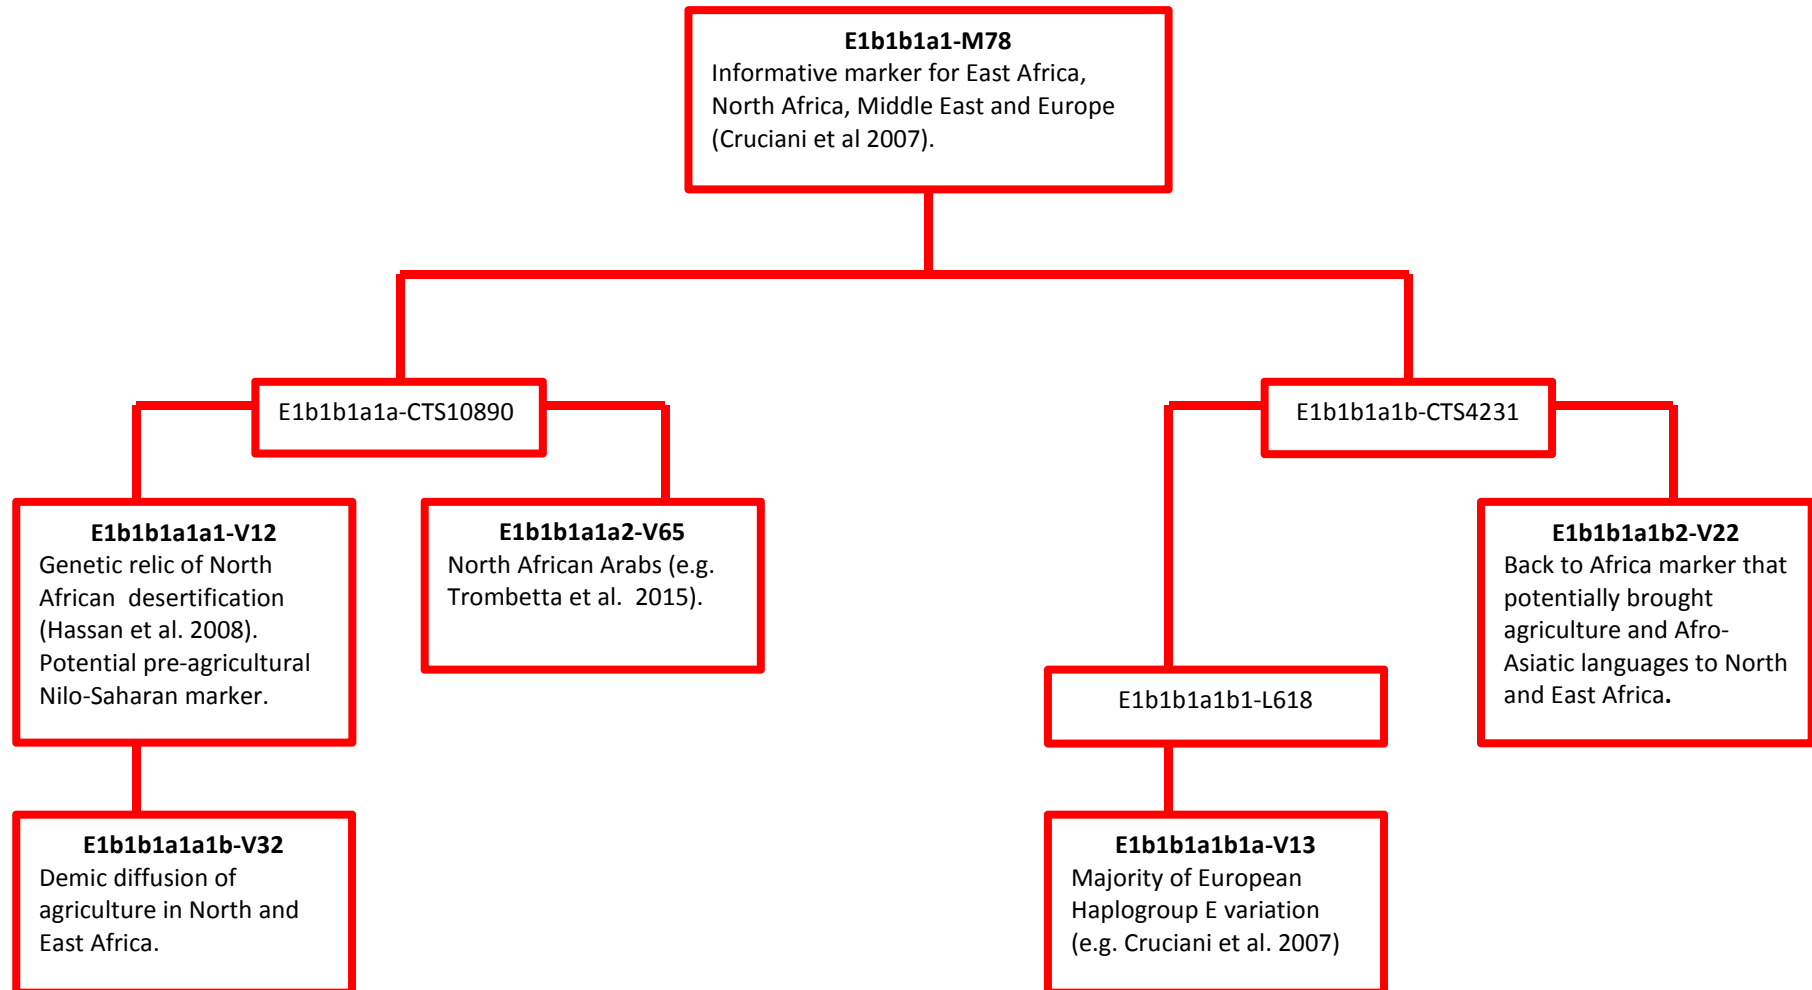 E1b1b1a1-M78
Informative marker for East Africa,
North Africa, Middle East and Europe
(Cruciani et al 2007).
E1b1b1a1a-CTS10890
E1b1b1a1b-CTS4231
E1b1b1a1a1-V12
Genetic relic of North
African desertification
(Hassan et al. 2008).
Potential pre-agricultural
Nilo-Saharan marker.
E1b1b1a1a2-V65
North African Arabs (e.g.
Trombetta et al. 2015).
E1b1b1a1b2-V22
Back to Africa marker that
potentially brought
agriculture and Afro-
Asiatic languages to North
and East Africa.
E1b1b1a1b1-L618
E1b1b1a1a1b-V32
Demic diffusion of
agriculture in North and
East Africa.
E1b1b1a1b1a-V13
Majority of European
Haplogroup E variation
(e.g. Cruciani et al. 2007)